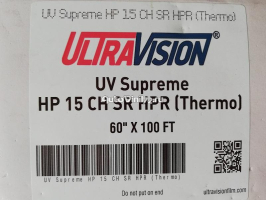 UV Supreme HP 15 CH SR HPR (Thermo)
ULTRAVISION®
UV Supreme
HP 15 CH SR HPR (Thermo)
60" X 100 FT
UV Supreme HP 15 CH SR HPR (Thermo)
Do not put on end
ultravisionfilm.com